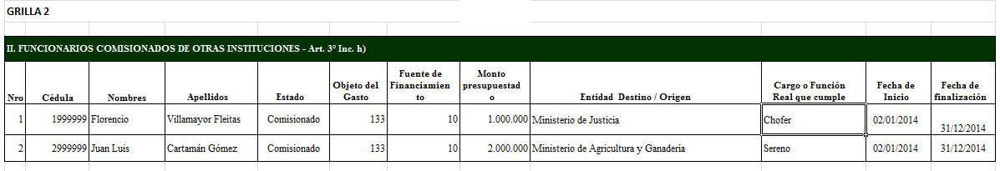 GRILLA 2
II. FUNCIONARIOS COMISIONADOS DE OTRAS INSTITUCIONES - Art. 3° Inc. h)
Nro Cédula Nombres Apellidos Estado Objeto del Gasto Fuente de Financiamien to Monto presupuestad o Entidad Destino / Origen Cargo o Función Real que cumple Fecha de Inicio Fecha de finalización
1 1999999 Florencio Villamayor Fleitas Comisionado 133 10 1.000.000 Ministerio de Justicia Chofer 02/01/2014 31/12/2014
2 2999999 Juan Luis Cartamán Gómez Comisionado 133 10 2.000.000 Ministerio de Agricultura y Ganaderia Sereno 02/01/2014 31/12/2014